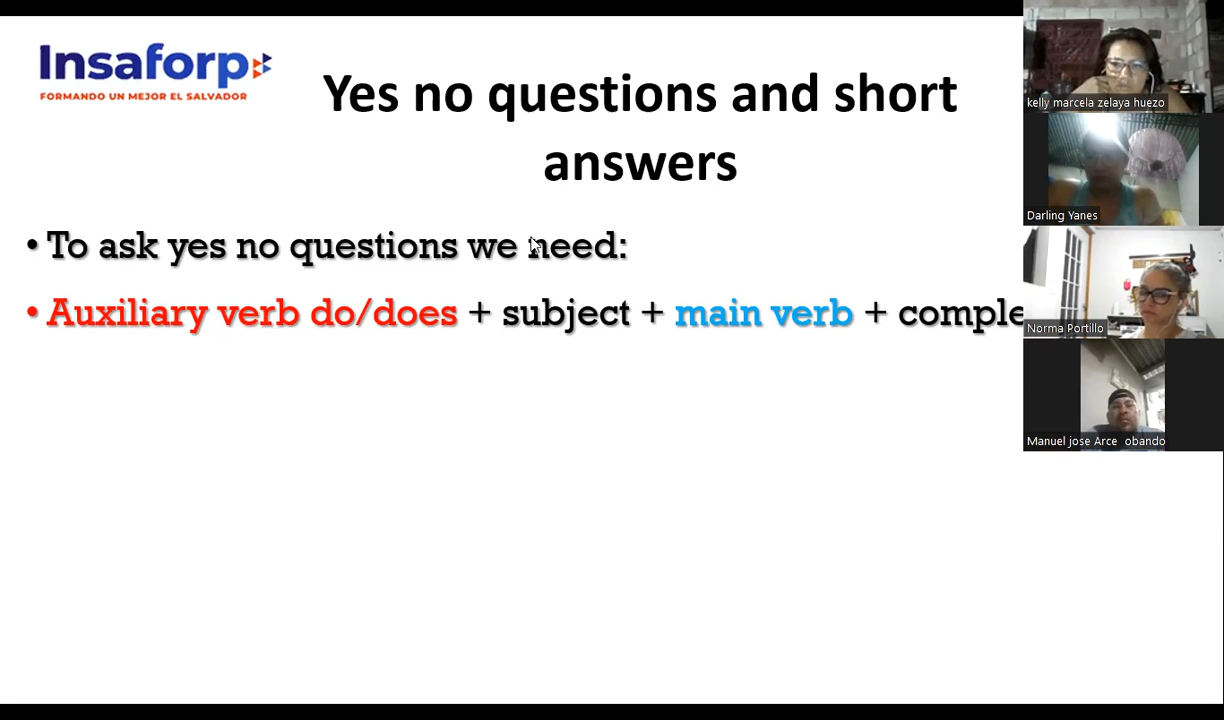 Insaforp
FORMANDO UN MEJOR EL SALVADOR
Yes no questions and short
answers
• To ask yes no questions we need:
• Auxiliary verb do/does + subject + main verb + comple
kelly marcela zelaya huezo
Darling Yanes
Norma Portillo
Manuel jose Arce obando